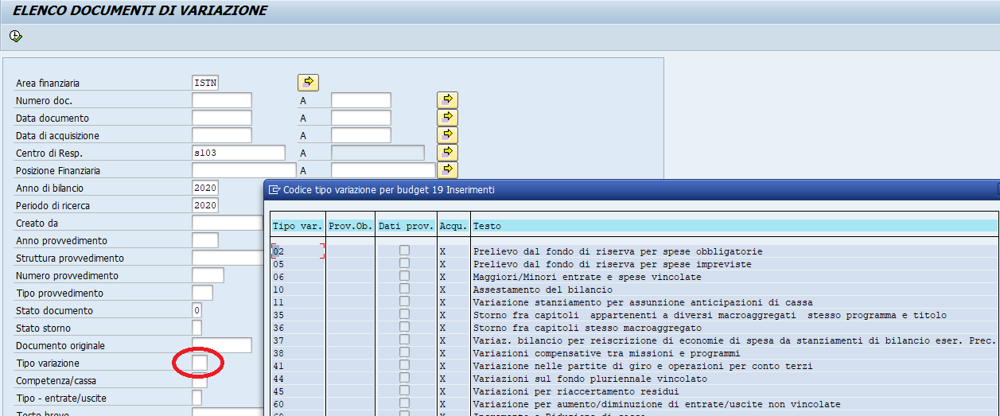 ELENCO DOCUMENTI DI VARIAZIONE
Area finanziaria ISTN
Numero doc. A
Data documento A
Data di acquisizione A
Centro di Resp. s103 A
Posizione Finanziaria A
Anno di bilancio 2020
Periodo di ricerca 2020
Creato da
Anno provvedimento
Struttura provvedimento
Numero provvedimento
Tipo provvedimento
Stato documento 0
Stato storno
Documento originale
Tipo variazione
Competenza/cassa
Tipo - entrate/uscite
Testo breve
Codice tipo variazione per budget 19 Inserimenti
Tipo var. Prov.Ob. Dati prov. Acqu. Testo
02 X Prelievo dal fondo di riserva per spese obbligatorie
05 X Prelievo dal fondo di riserva per spese impreviste
06 X Maggiori/Minori entrate e spese vincolate
10 X Assestamento del bilancio
11 X Variazione stanziamento per assunzione anticipazioni di cassa
35 X Storno fra capitoli appartenenti a diversi macroaggregati stesso programma e titolo
36 X Storno fra capitoli stesso macroaggregato
37 X Variaz. bilancio per reiscrizione di economie di spesa da stanziamenti di bilancio eser. Prec.
38 X Variazioni compensative tra missioni e programmi
41 X Variazione nelle partite di giro e operazioni per conto terzi
44 X Variazioni sul fondo pluriennale vincolato
45 X Variazioni per riaccertamento residui
60 X Variazione per aumento/diminuzione di entrate/uscite non vincolate